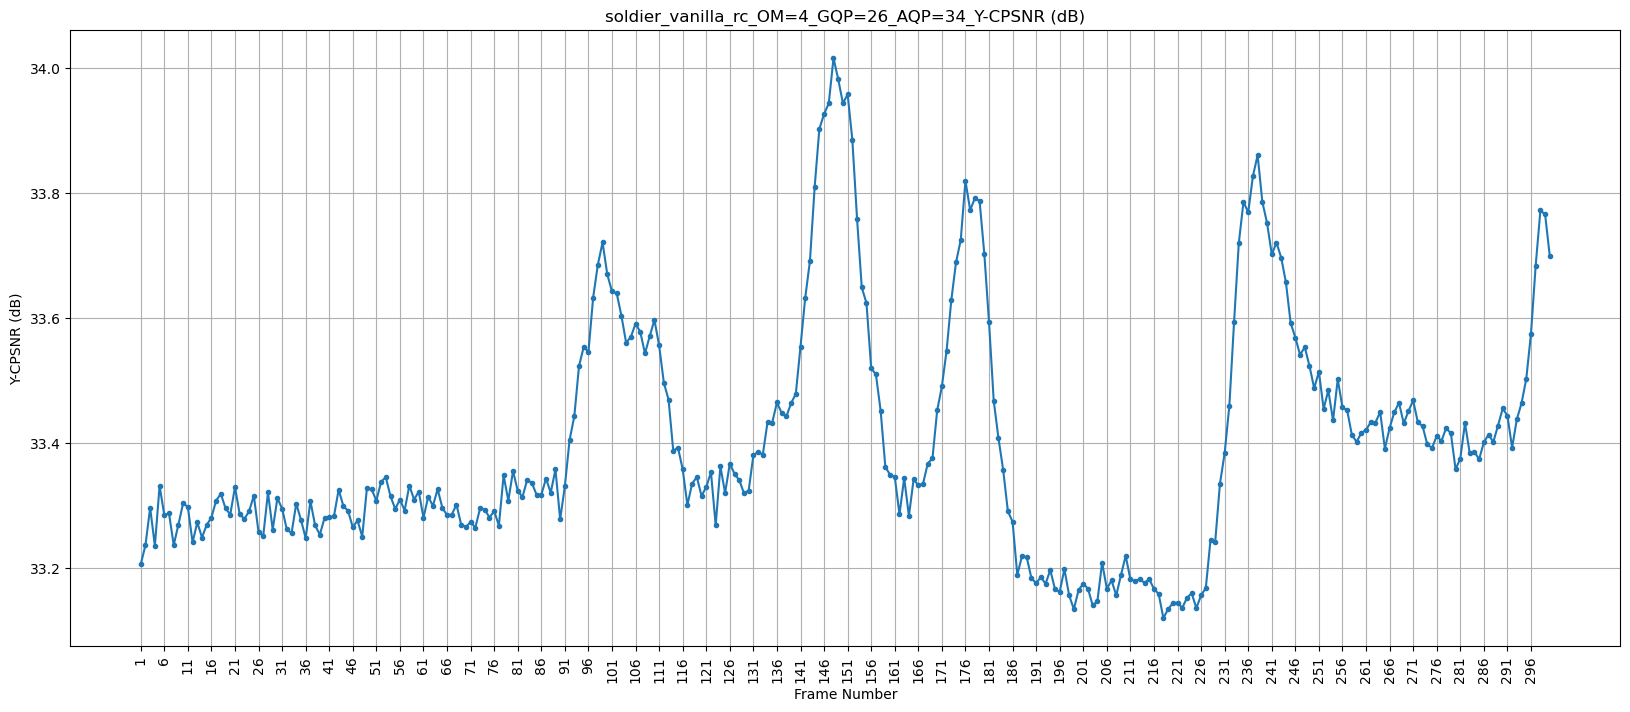 soldier_vanilla_rc_OM=4_GQP=26_AQP=34_Y-CPSNR (dB)
Y-CPSNR (dB)
34.0
33.8
33.6
33.4
33.2
1 6 11 16 21 26 31 36 41 46 51 56 61 66 71 76 81 86 91 96 101 106 111 116 121 126 131 136 141 146 151 156 161 166 171 176 181 186 191 196 201 206 211 216 221 226 231 236 241 246 251 256 261 266 271 276 281 286 291 296
Frame Number